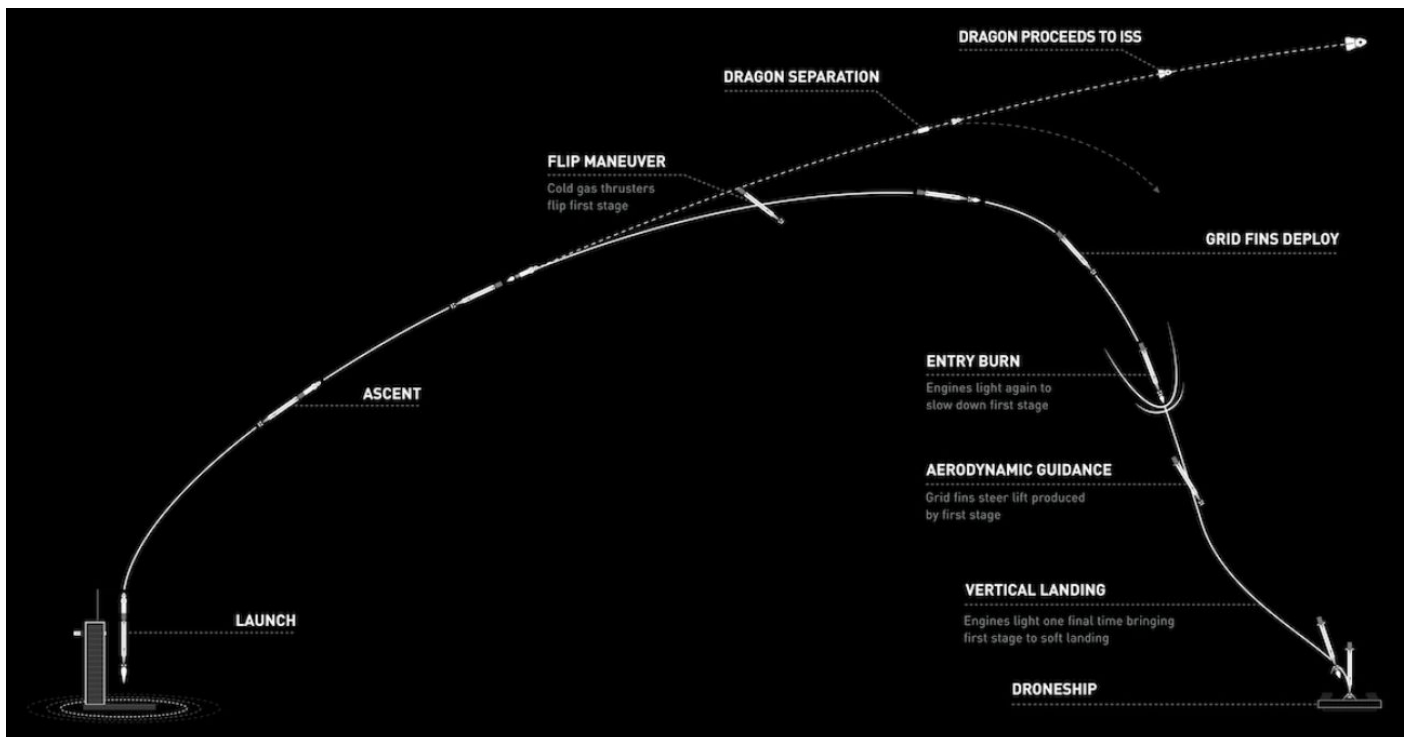 DRAGON PROCEEDS TO ISS
DRAGON SEPARATION
FLIP MANEUVER
Cold gas thrusters
flip first stage
GRID FINS DEPLOY
ENTRY BURN
Engines light again to
slow down first stage
ASCENT
AERODYNAMIC GUIDANCE
Grid fins steer lift produced
by first stage
VERTICAL LANDING
Engines light one final time bringing
first stage to soft landing
LAUNCH
DRONESHIP